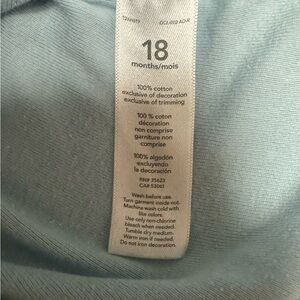 18
months/mois
100% cotton
exclusive of decoration
exclusive of trimming
100 % coton
décoration
non comprise
garniture non
comprise
100% algodón
excluyendo
la decoración
RN# 35623
CA# 53061
Wash before use.
Turn garment inside out.
Machine wash cold with
like colors.
Use only non-chlorine
bleach when needed.
Tumble dry medium.
Warm iron if needed.
Do not iron decoration.